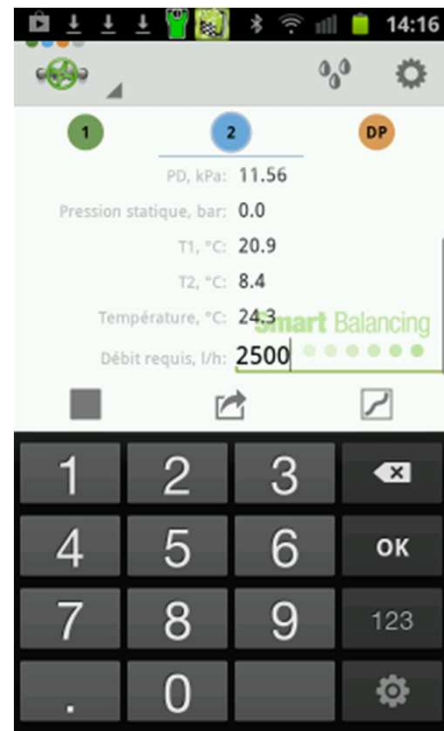 14:16
1 2 DP
PD, kPa: 11.56
Pression statique, bar: 0.0
T1, °C: 20.9
T2, °C: 8.4
Température, °C: 24.3
Smart Balancing
Débit requis, l/h: 2500
1 2 3
4 5 6 OK
7 8 9 123
. 0